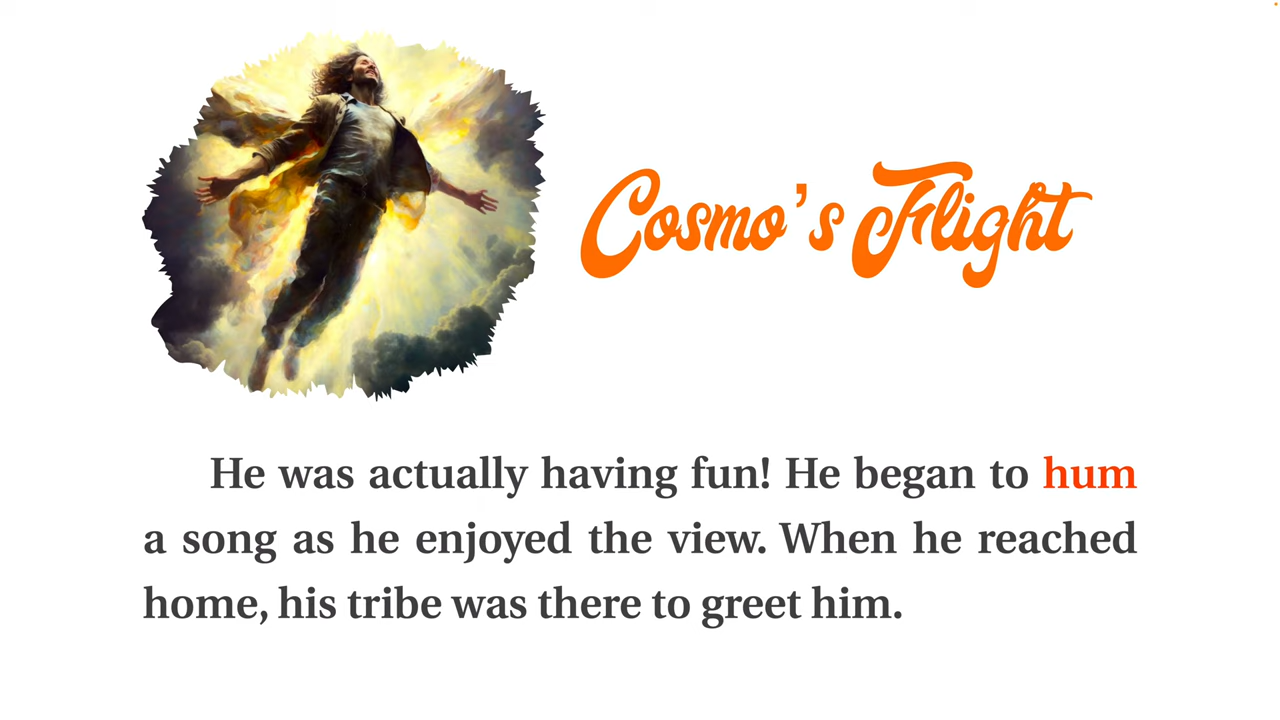 Cosmo's Flight
He was actually having fun! He began to hum
a song as he enjoyed the view. When he reached
home, his tribe was there to greet him.